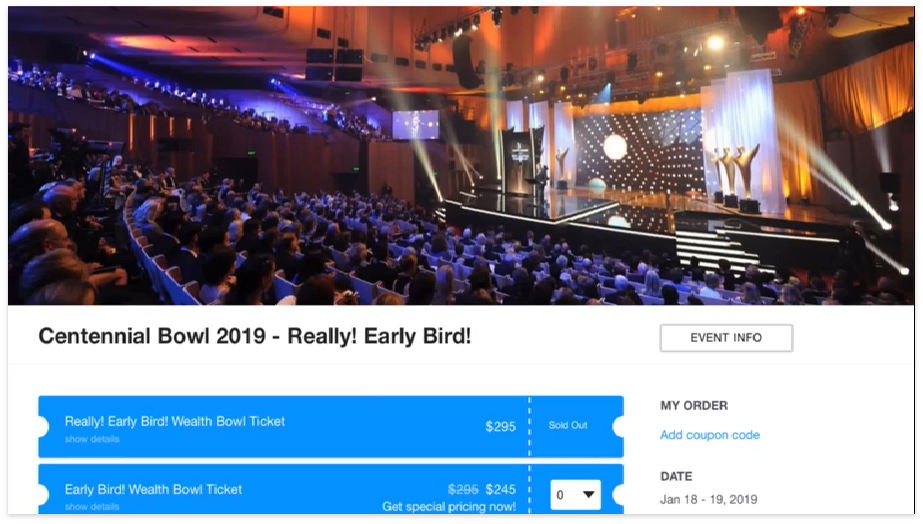 Centennial Bowl 2019 - Really! Early Bird!
EVENT INFO
Really! Early Bird! Wealth Bowl Ticket
show details
$295
Sold Out
Early Bird! Wealth Bowl Ticket
show details
$295 $245
Get special pricing now!
0
MY ORDER
Add coupon code
DATE
Jan 18 - 19, 2019